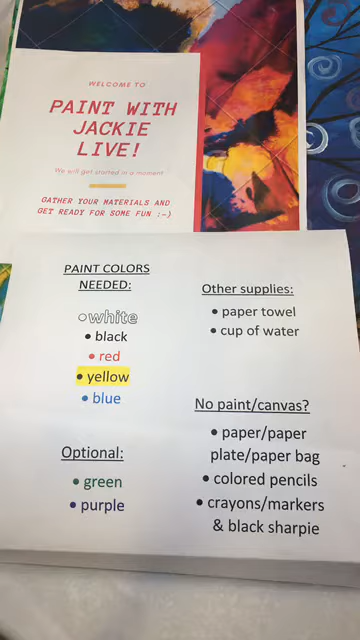 WELCOME TO
PAINT WITH
JACKIE
LIVE!
We will get started in a moment
GATHER YOUR MATERIALS AND
GET READY FOR SOME FUN :-)
PAINT COLORS
NEEDED:
• white
• black
• red
• yellow
• blue
Optional:
• green
• purple
Other supplies:
• paper towel
• cup of water
No paint/canvas?
• paper/paper
plate/paper bag
• colored pencils
• crayons/markers
& black sharpie